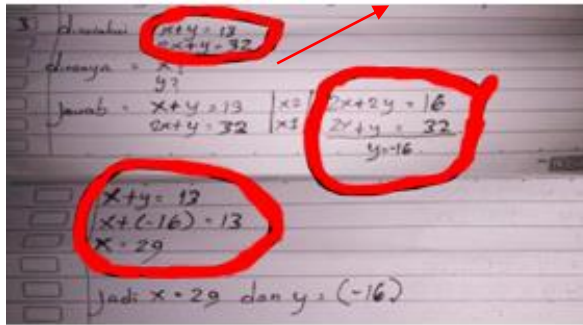 3 diketahui x+y = 13
2x+y = 32
ditanya = x?
y?
Jawab = x+y = 13 |x2| 2x+2y = 16
2x+y = 32 |x1| 2x+y = 32
y=-16
x+y = 13
x+(-16) = 13
x = 29
Jadi x = 29 dan y = (-16)